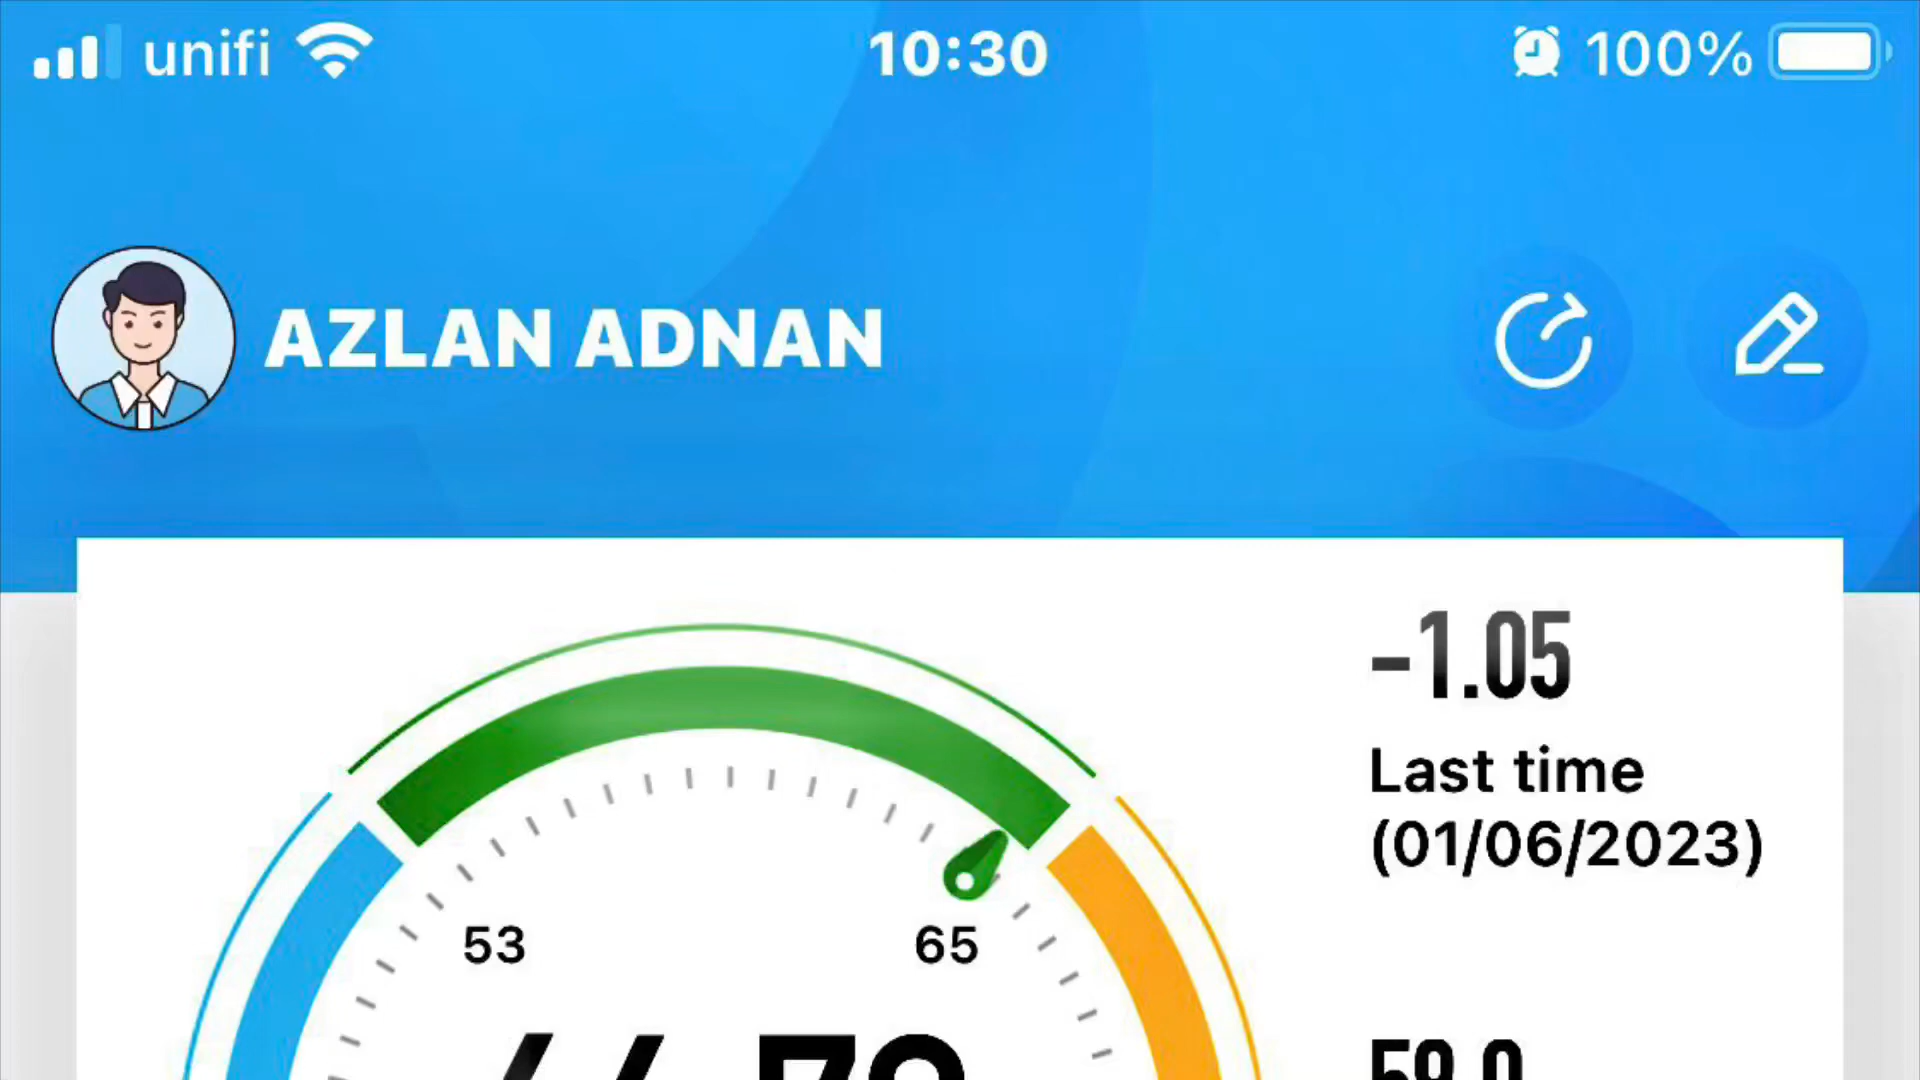 unifi 10:30 100%
AZLAN ADNAN
-1.05
Last time
(01/06/2023)
53 65